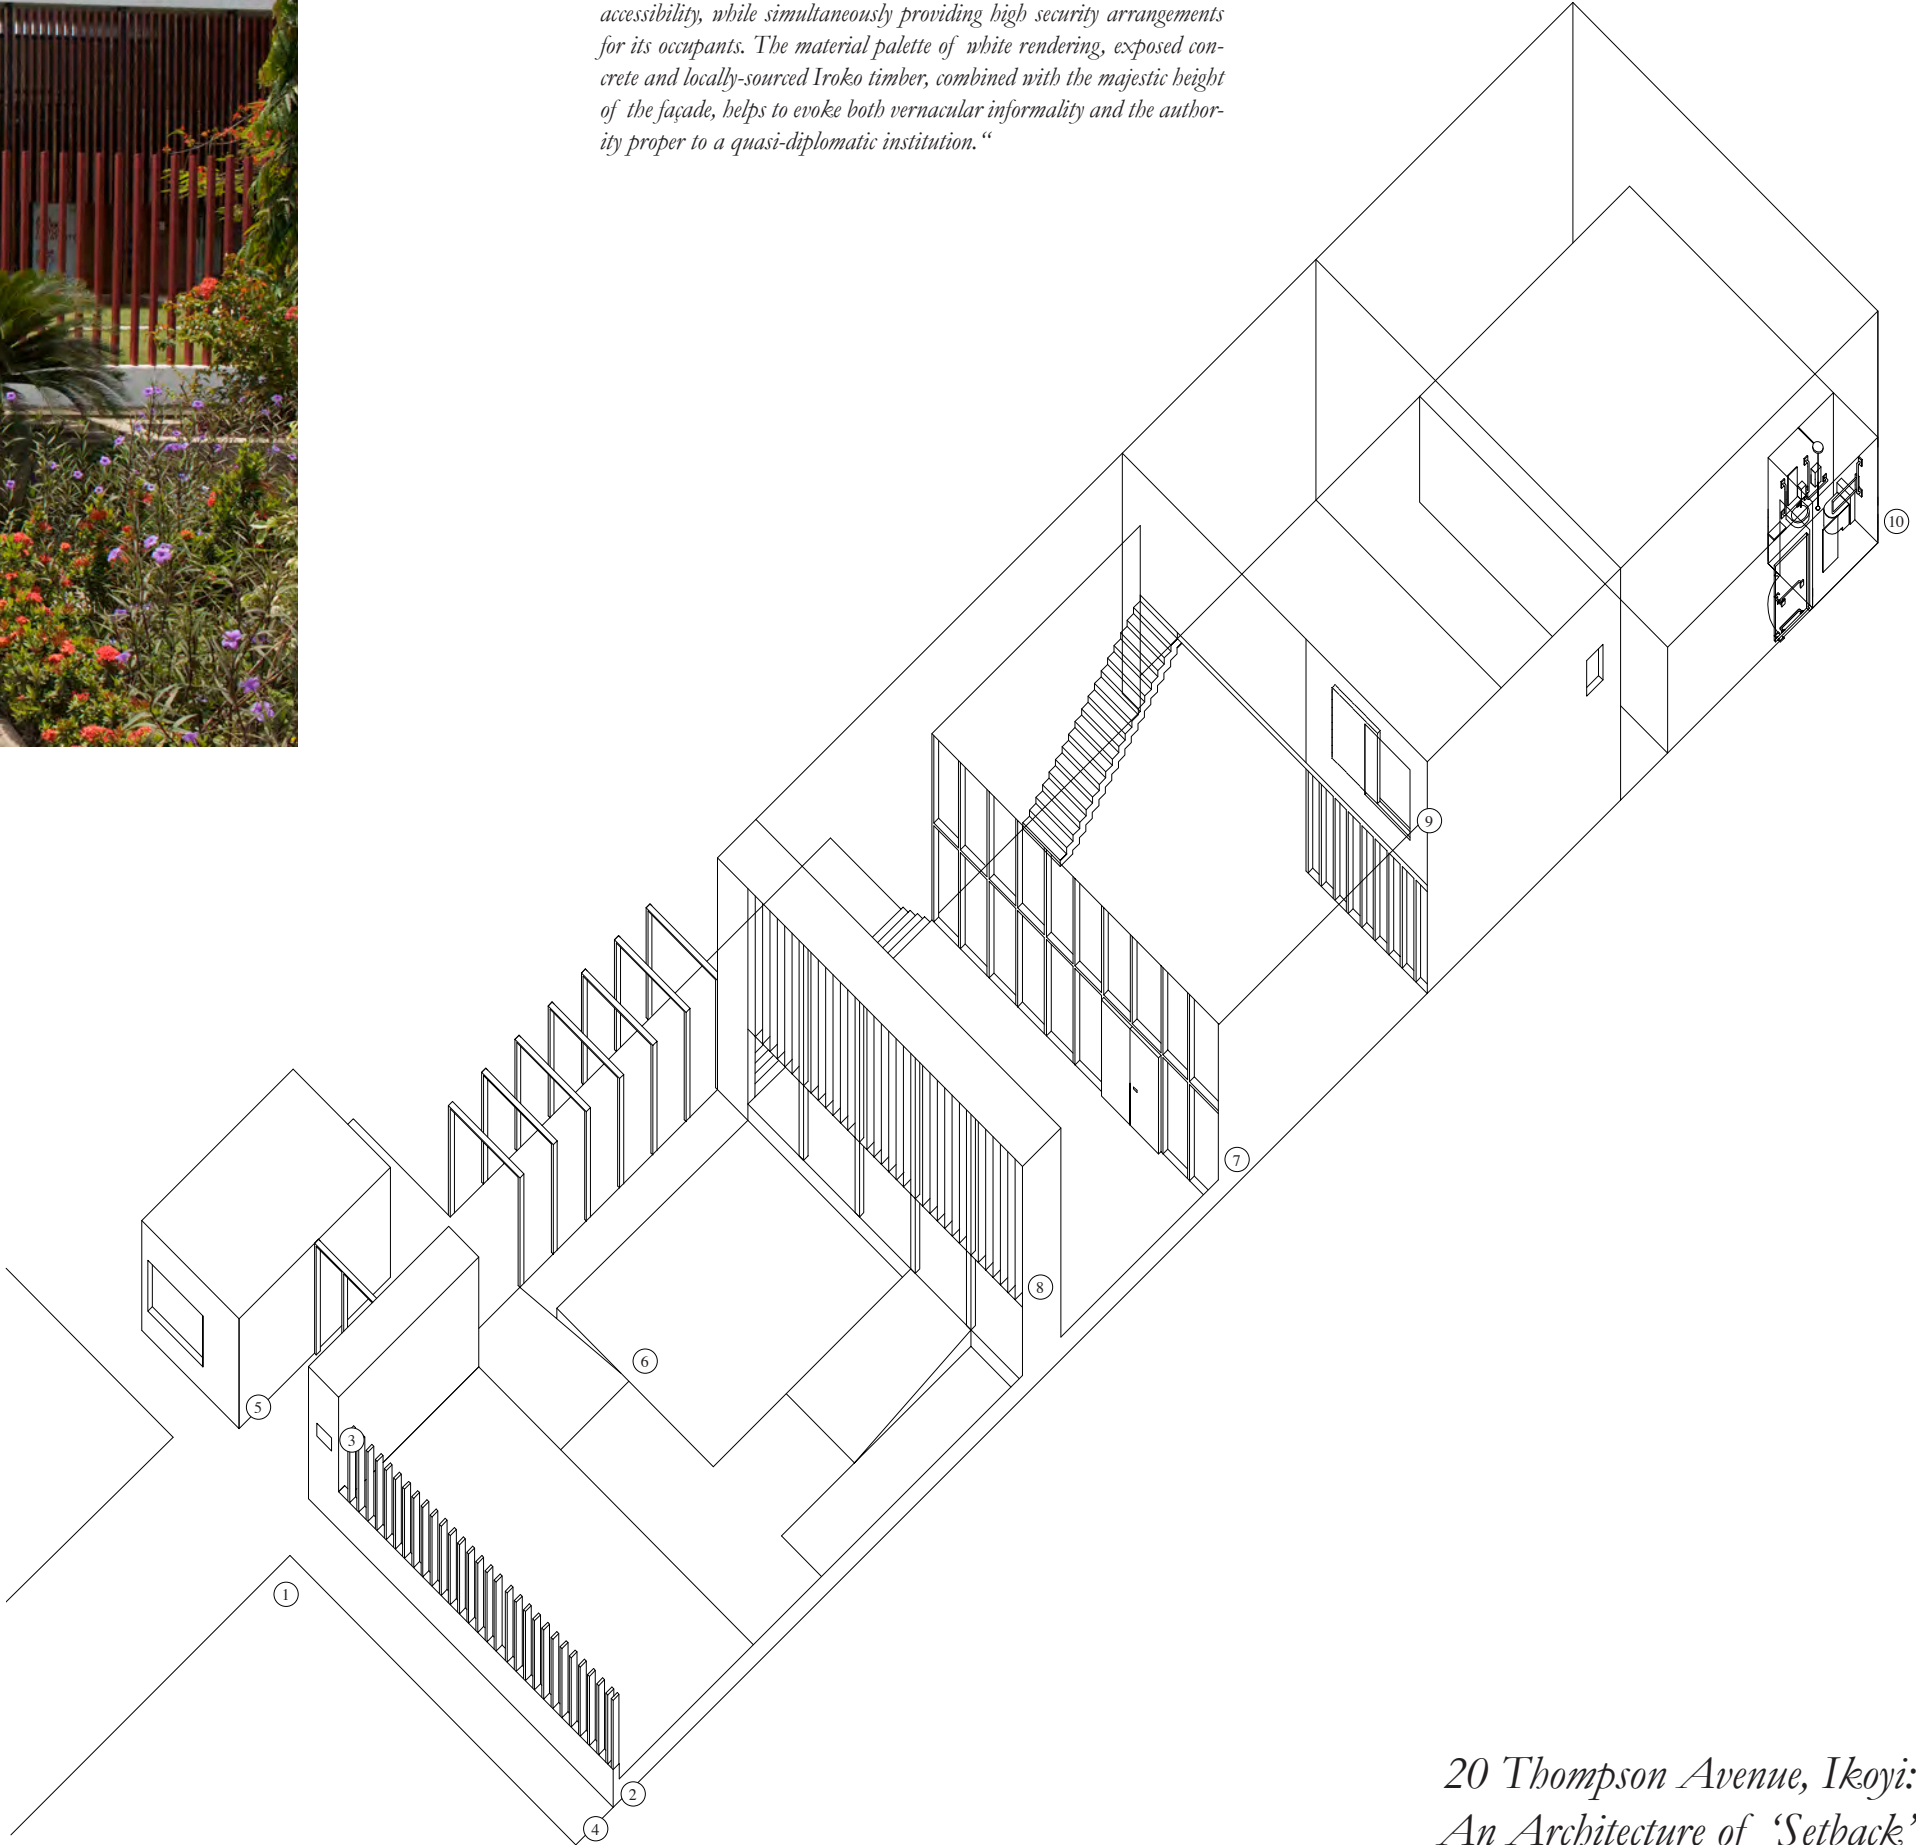 accessibility, while simultaneously providing high security arrangements
for its occupants. The material palette of white rendering, exposed con-
crete and locally-sourced Iroko timber, combined with the majestic height
of the façade, helps to evoke both vernacular informality and the author-
ity proper to a quasi-diplomatic institution.“
10
9
7
8
6
5
3
1
2
4
20 Thompson Avenue, Ikoyi:
An Architecture of ‘Setback’